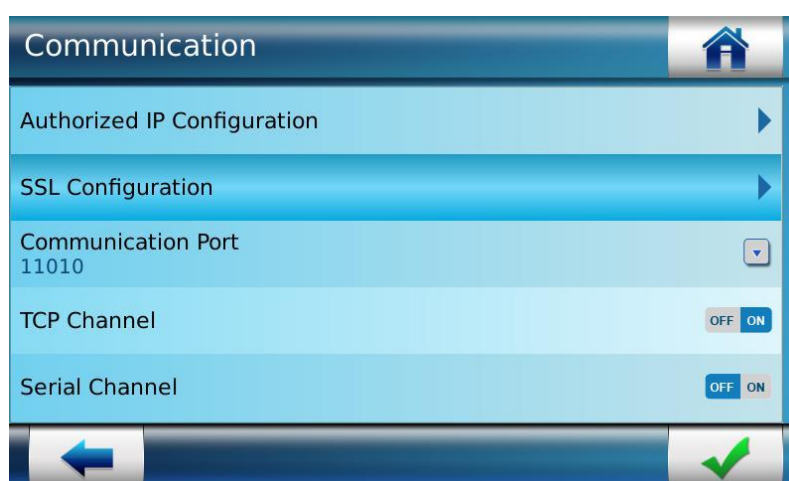 Communication
Authorized IP Configuration
SSL Configuration
Communication Port
11010
TCP Channel
OFF ON
Serial Channel
OFF ON